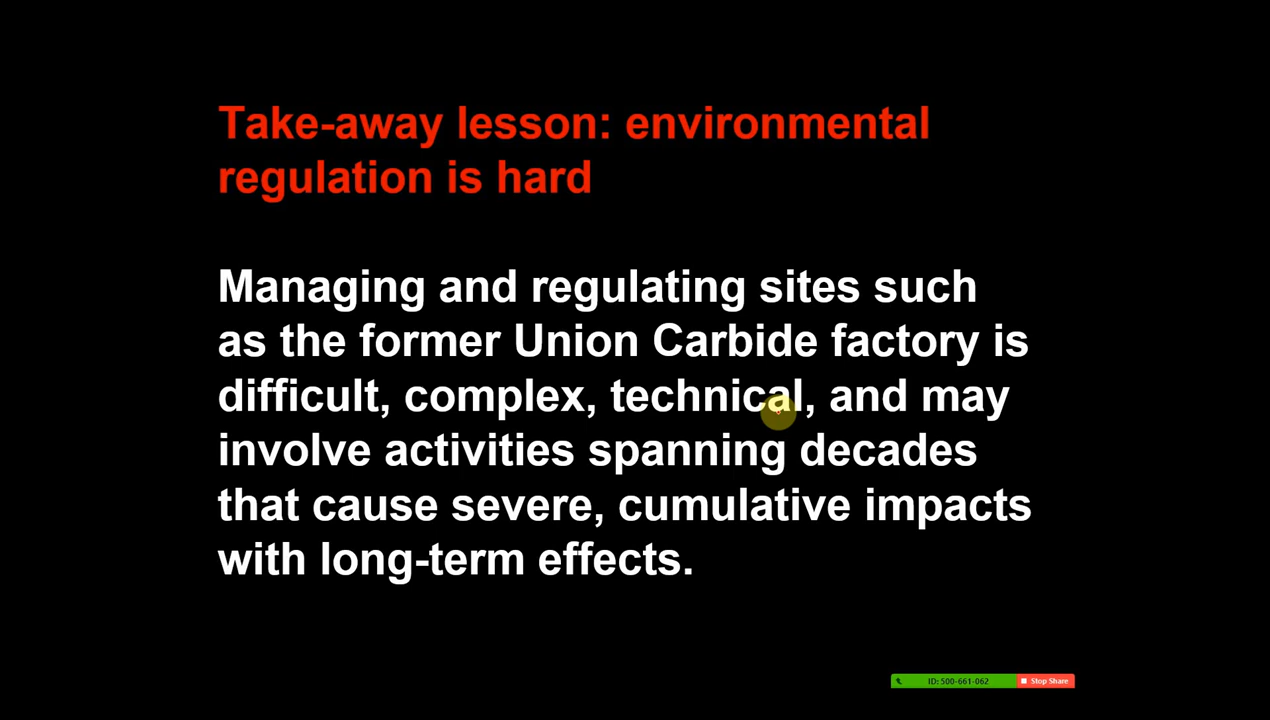 Take-away lesson: environmental
regulation is hard
Managing and regulating sites such
as the former Union Carbide factory is
difficult, complex, technical, and may
involve activities spanning decades
that cause severe, cumulative impacts
with long-term effects.
ID: 500-661-062 Stop Share